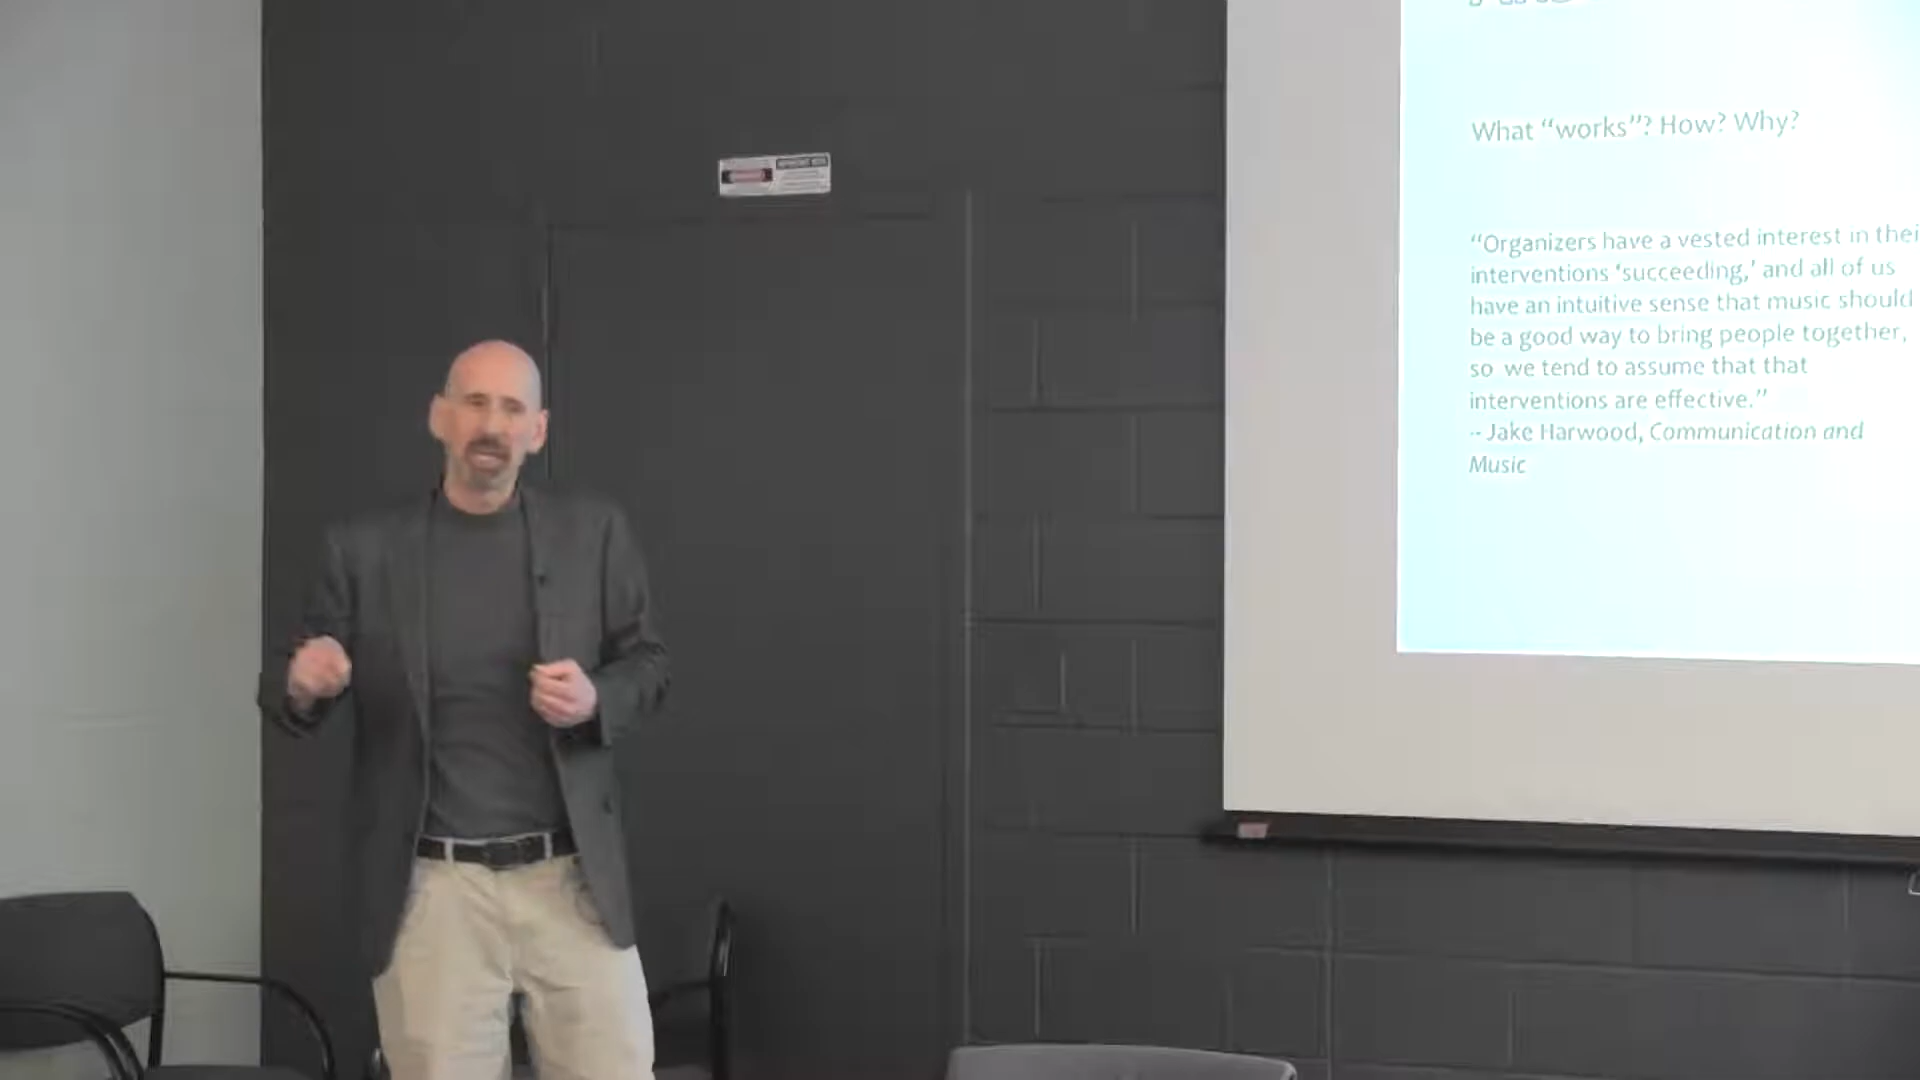 What “works”? How? Why?
“Organizers have a vested interest in
interventions ‘succeeding,’ and all of us
have an intuitive sense that music should
be a good way to bring people together,
so we tend to assume that that
interventions are effective.”
-- Jake Harwood, Communication and
Music